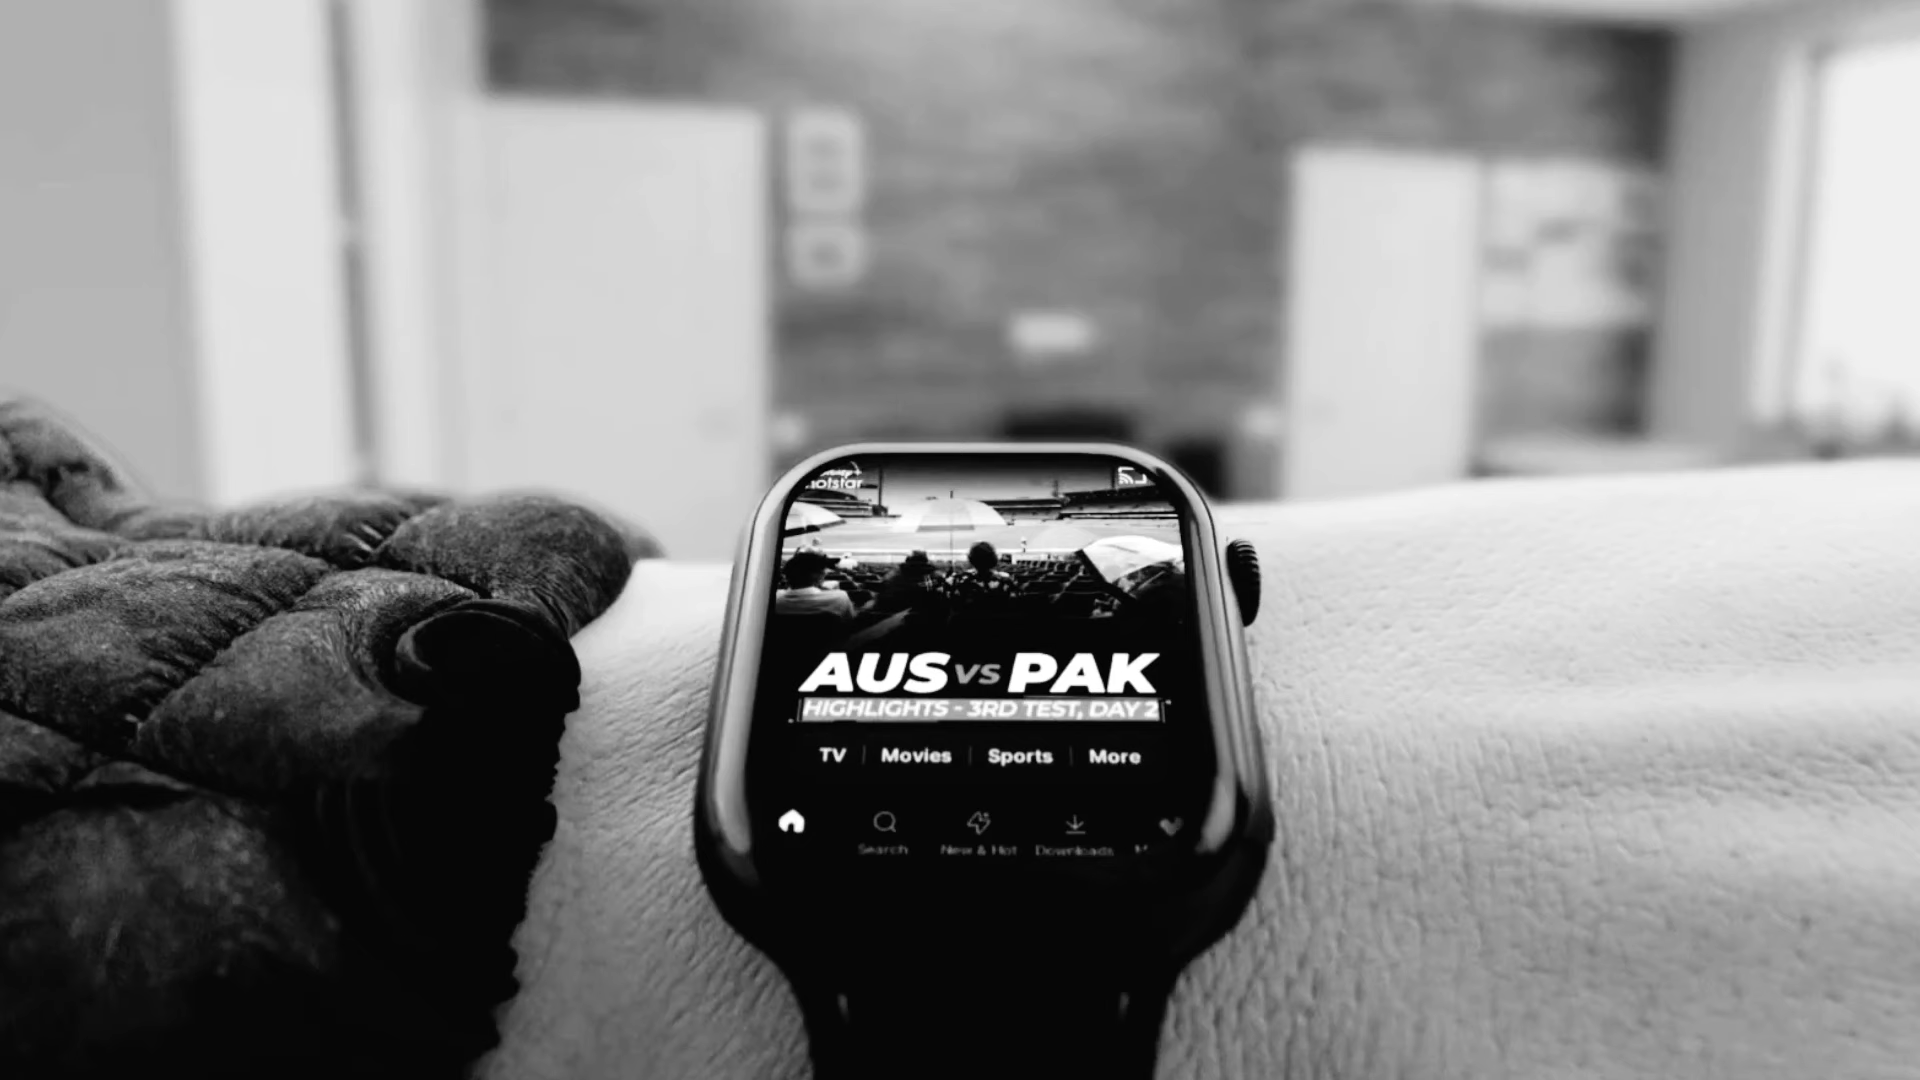 hotstar
AUS VS PAK
HIGHLIGHTS - 3RD TEST, DAY 2
TV | Movies | Sports | More
Search New & Hot Downloads